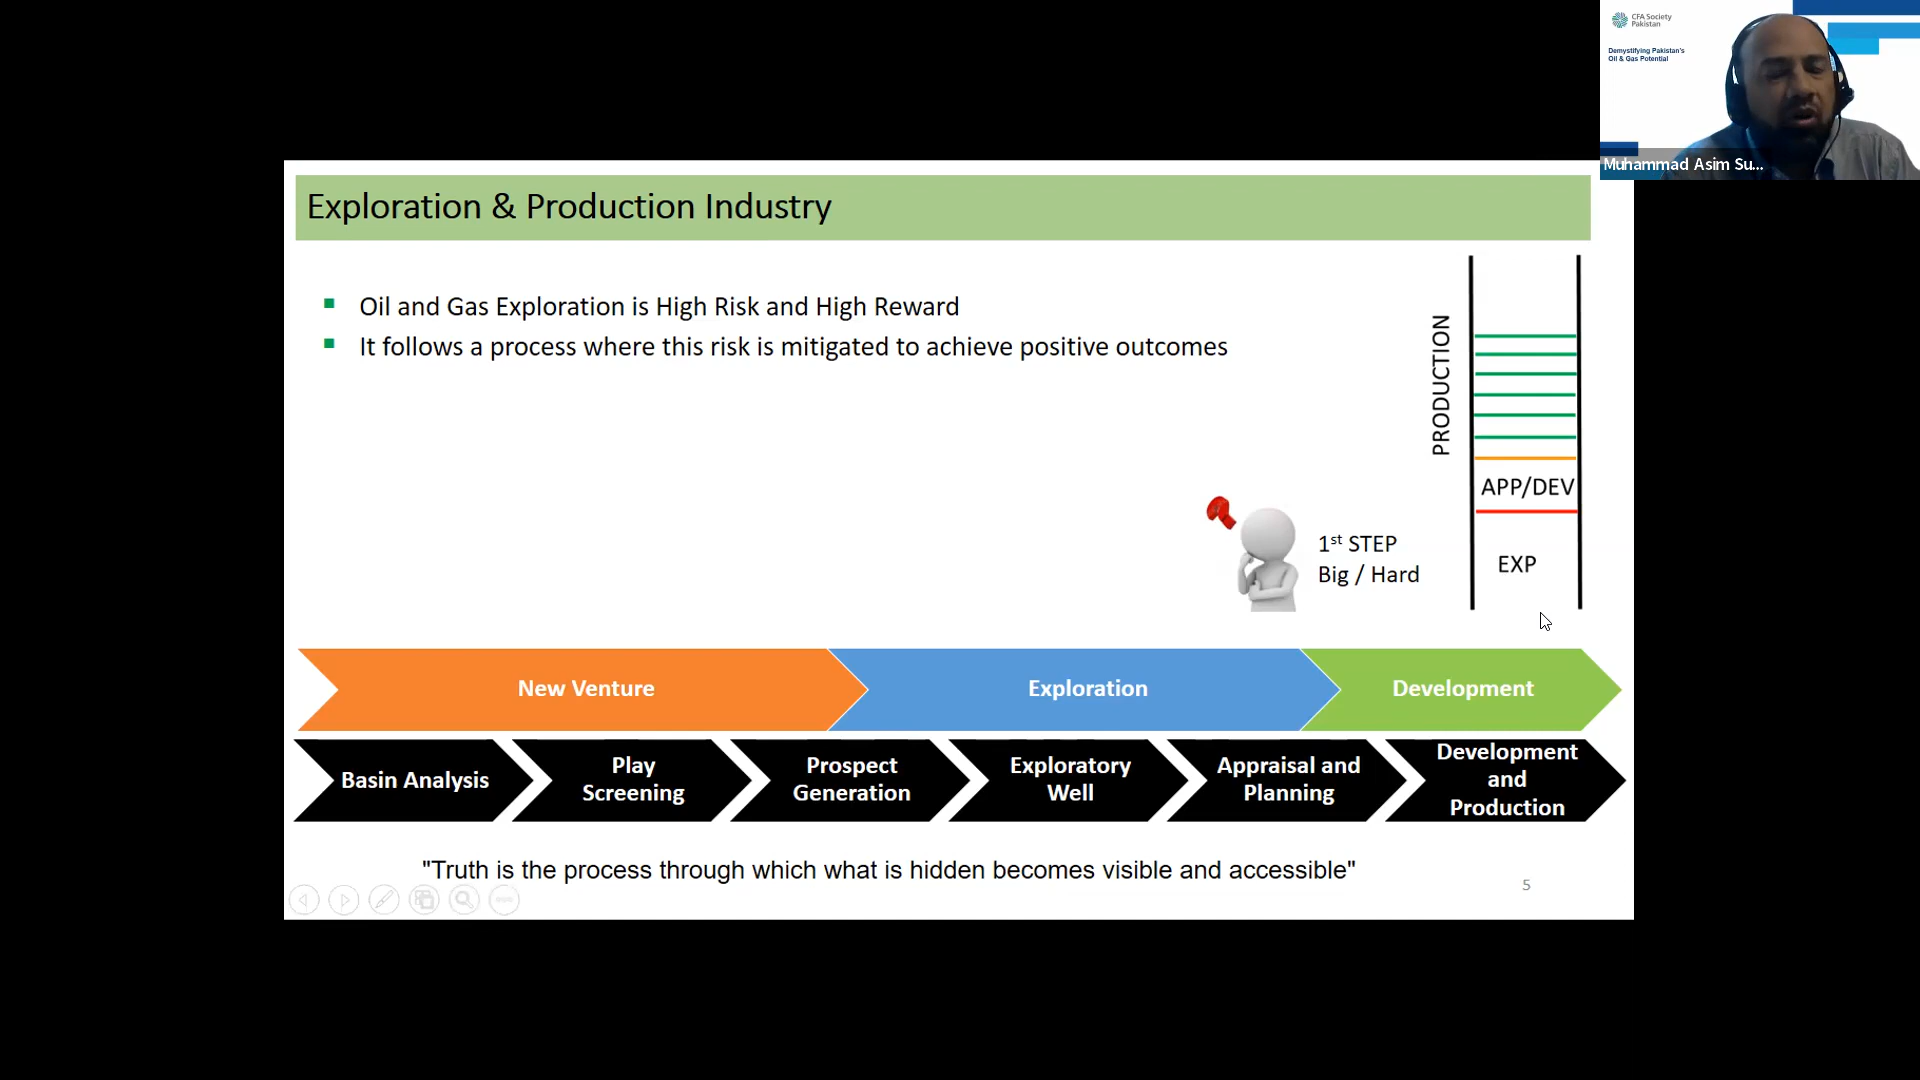 CFA Society
Pakistan
Demystifying Pakistan's
Oil & Gas Potential
Muhammad Asim Su...
Exploration & Production Industry
Oil and Gas Exploration is High Risk and High Reward
It follows a process where this risk is mitigated to achieve positive outcomes
PRODUCTION
APP/DEV
EXP
1st STEP
Big / Hard
New Venture
Exploration
Development
Basin Analysis
Play
Screening
Prospect
Generation
Exploratory
Well
Appraisal and
Planning
Development
and
Production
"Truth is the process through which what is hidden becomes visible and accessible"
5